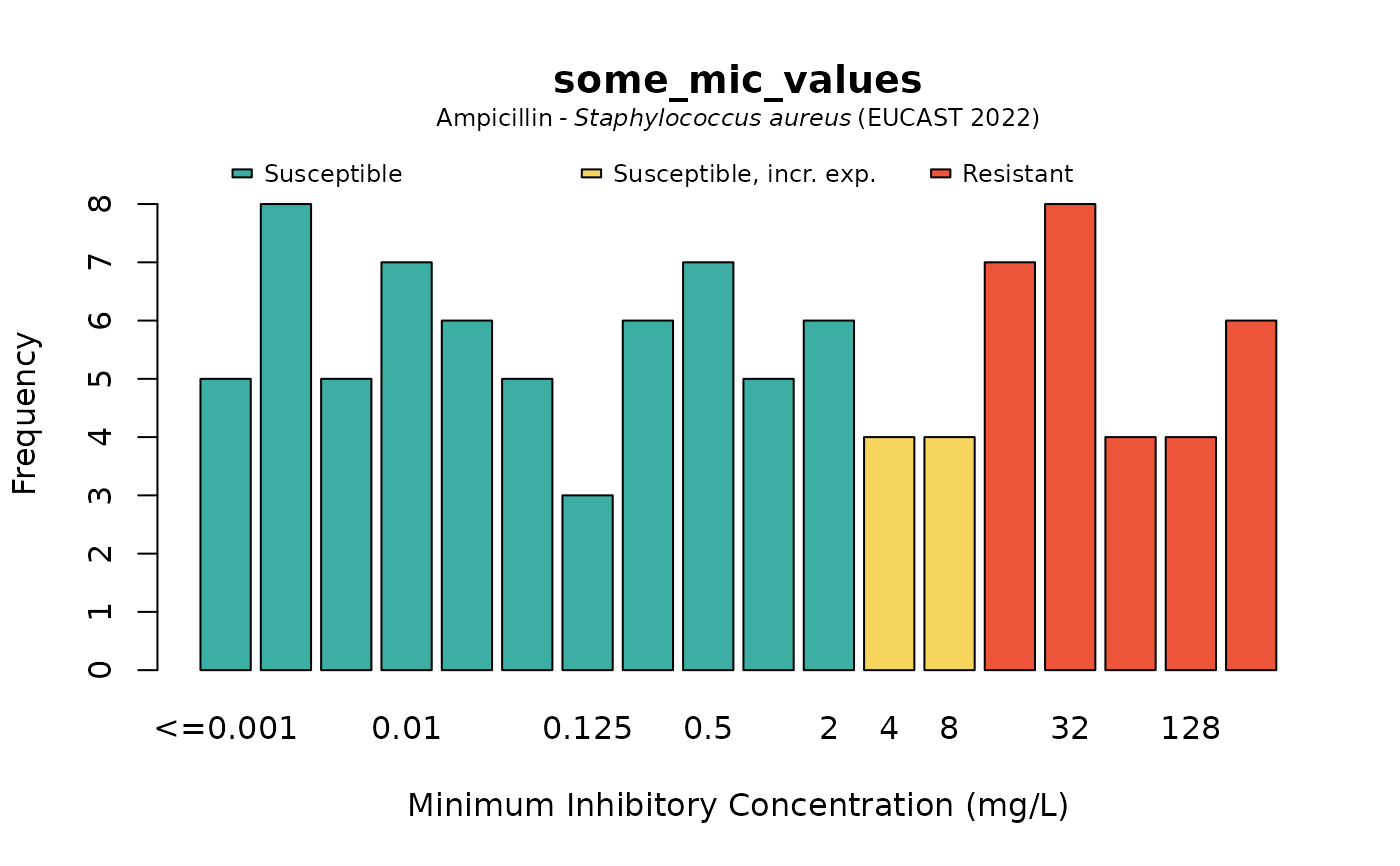 some_mic_values
Ampicillin - Staphylococcus aureus (EUCAST 2022)
Susceptible Susceptible, incr. exp. Resistant
8
7
6
5
4
3
2
1
0
Frequency
<=0.001 0.01 0.125 0.5 2 4 8 32 128
Minimum Inhibitory Concentration (mg/L)